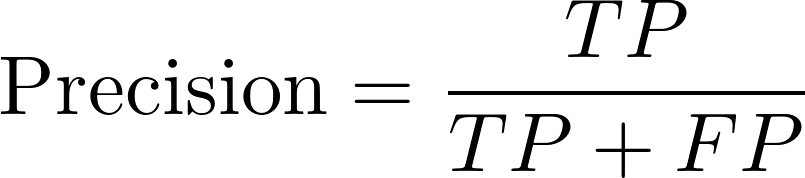 Precision = TP / TP + FP